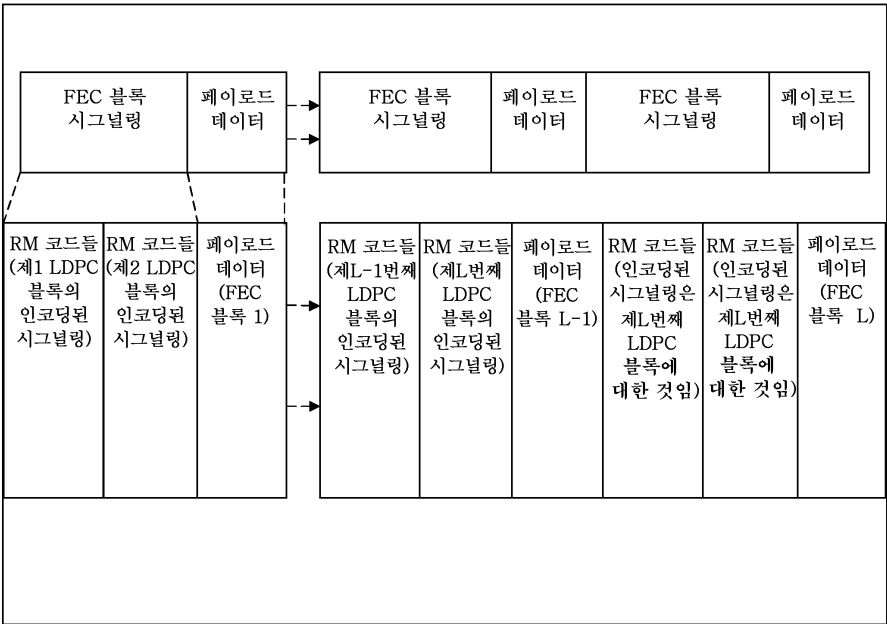 FEC 블록
시그널링
페이로드
데이터
FEC 블록
시그널링
페이로드
데이터
FEC 블록
시그널링
페이로드
데이터
RM 코드들
(제1 LDPC
블록의
인코딩된
시그널링)
RM 코드들
(제2 LDPC
블록의
인코딩된
시그널링)
페이로드
데이터
(FEC
블록 1)
RM 코드들
(제L-1번째
LDPC
블록의
인코딩된
시그널링)
RM 코드들
(제L번째
LDPC
블록의
인코딩된
시그널링)
페이로드
데이터
(FEC
블록 L-1)
RM 코드들
(인코딩된
시그널링은
제L번째
LDPC
블록에
대한 것임)
RM 코드들
(인코딩된
시그널링은
제L번째
LDPC
블록에
대한 것임)
페이로드
데이터
(FEC
블록 L)